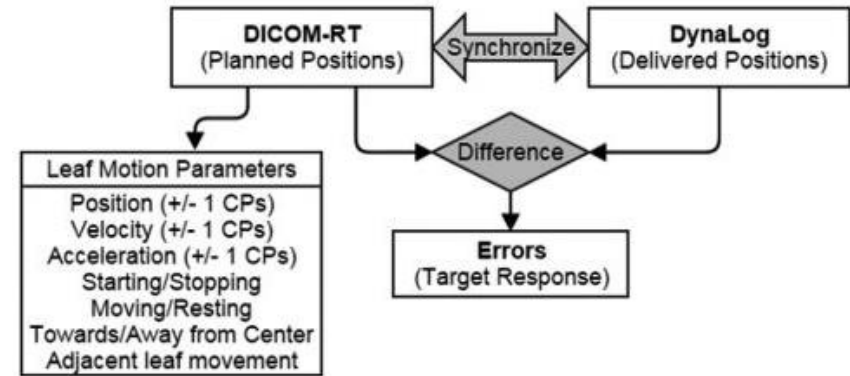 DICOM-RT
(Planned Positions)
Synchronize
DynaLog
(Delivered Positions)
Difference
Leaf Motion Parameters
Position (+/- 1 CPs)
Velocity (+/- 1 CPs)
Acceleration (+/- 1 CPs)
Starting/Stopping
Moving/Resting
Towards/Away from Center
Adjacent leaf movement
Errors
(Target Response)